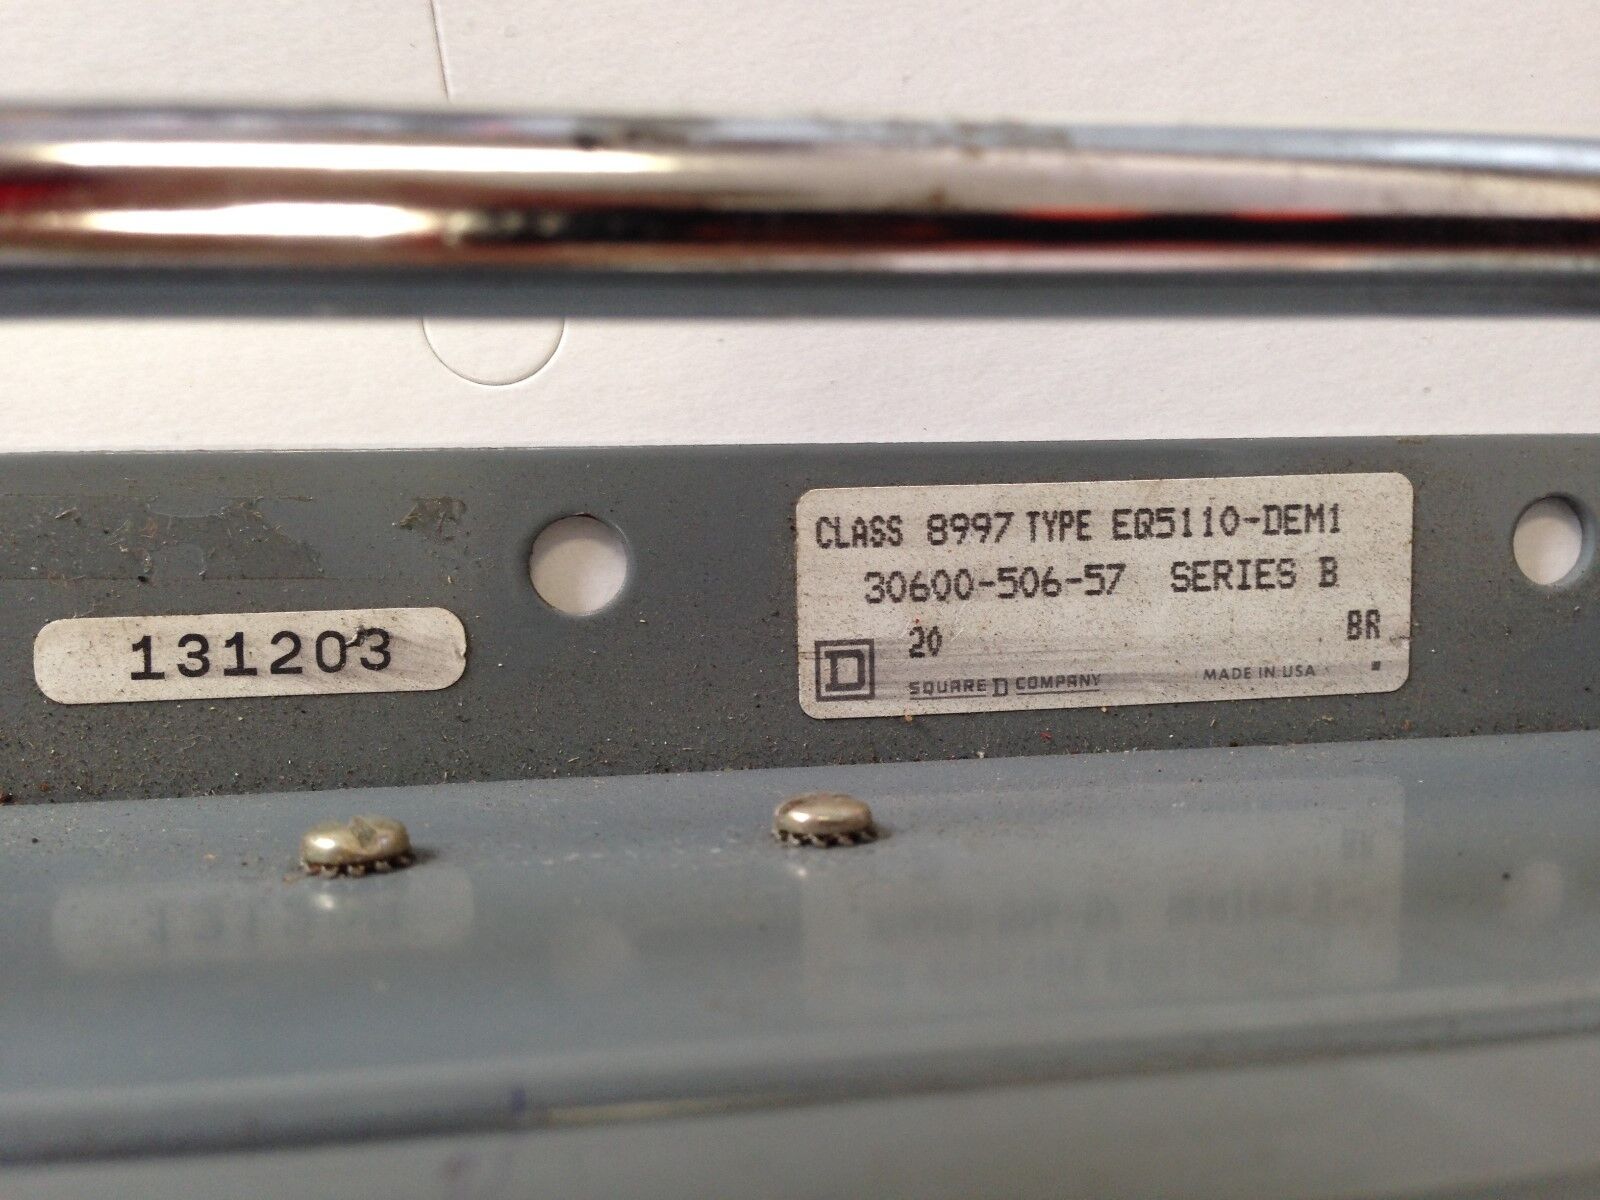 CLASS 8997 TYPE EQ5110-DEM1
30600-506-57 SERIES B
20 BR
D SQUARE D COMPANY MADE IN USA
131203